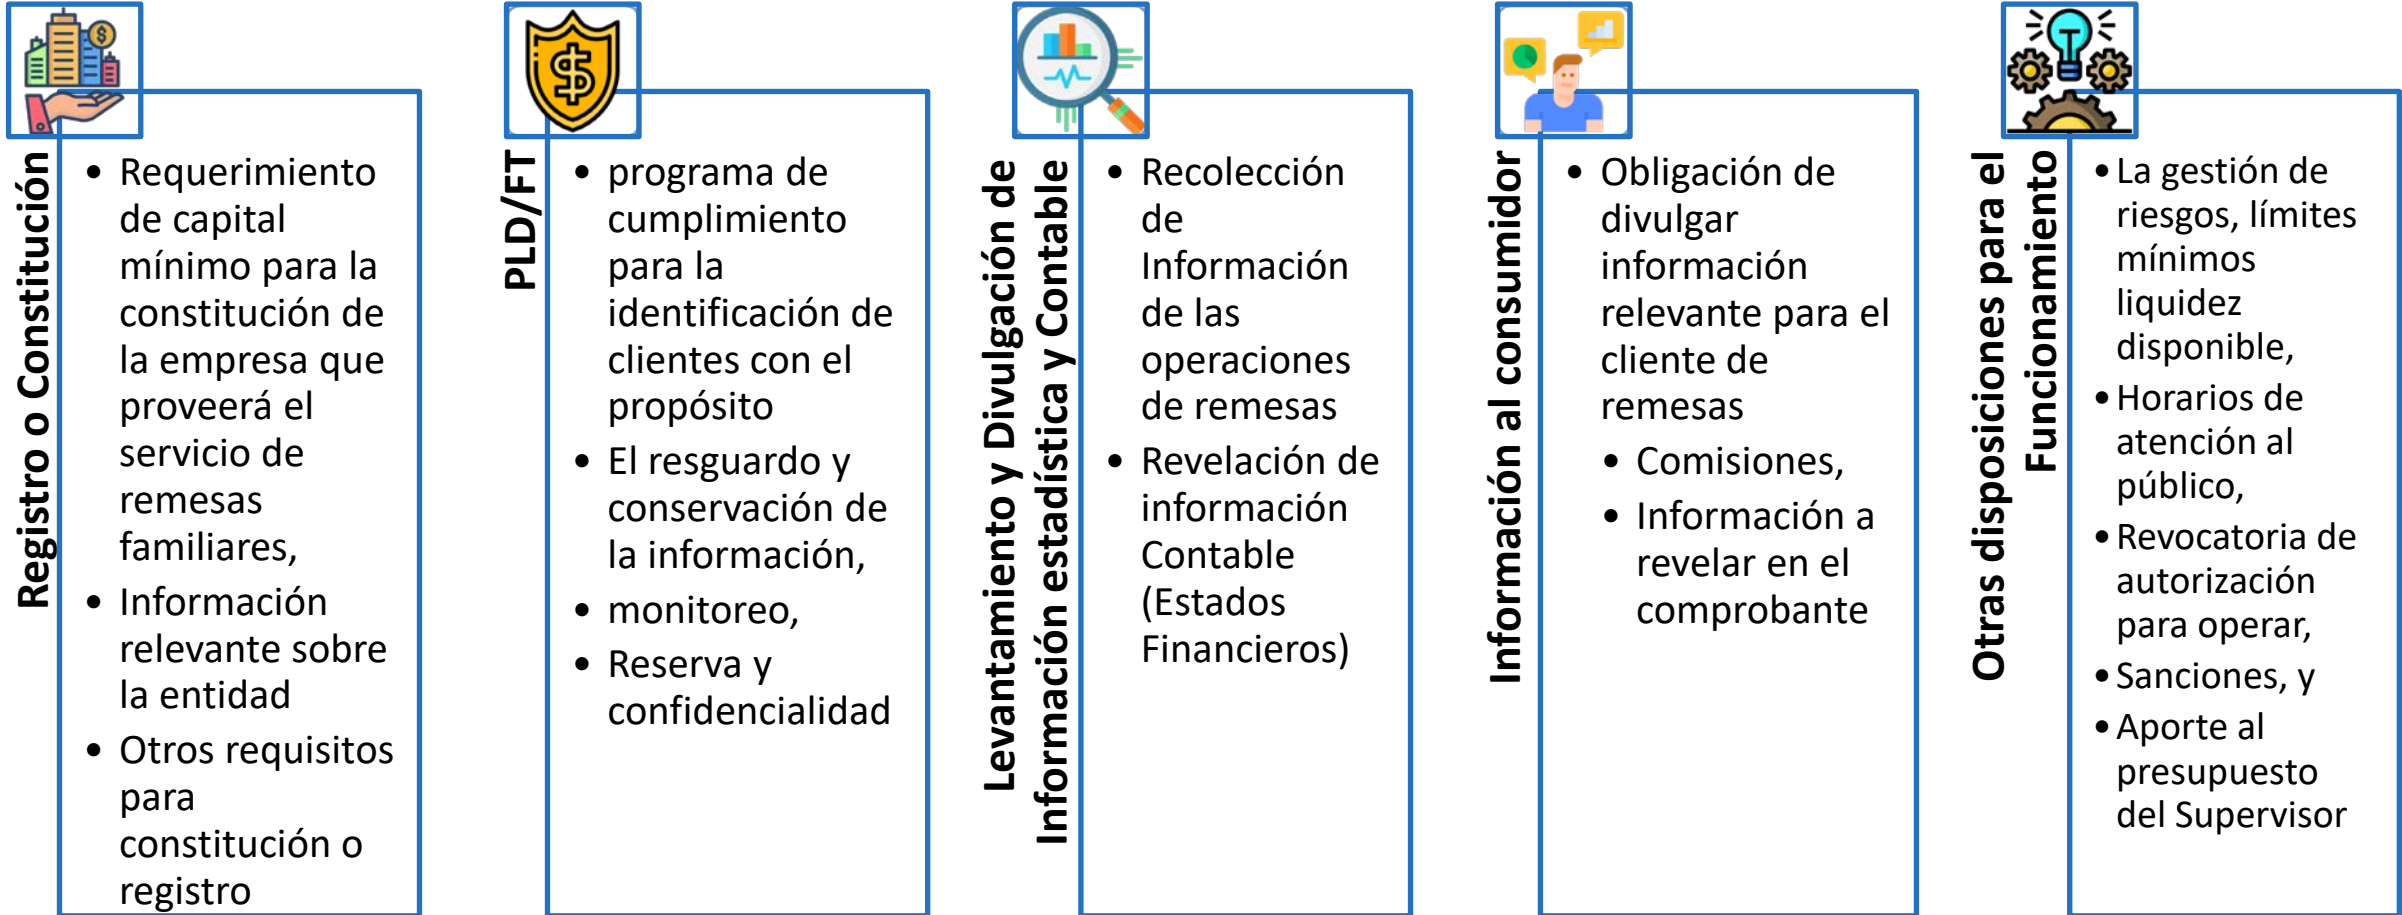 Registro o Constitución
• Requerimiento
de capital
mínimo para la
constitución de
la empresa que
proveerá el
servicio de
remesas
familiares,
• Información
relevante sobre
la entidad
• Otros requisitos
para
constitución o
registro
PLD/FT
• programa de
cumplimiento
para la
identificación de
clientes con el
propósito
• El resguardo y
conservación de
la información,
• monitoreo,
• Reserva y
confidencialidad
Levantamiento y Divulgación de
Información estadística y Contable
• Recolección
de
Información
de las
operaciones
de remesas
• Revelación de
información
Contable
(Estados
Financieros)
Información al consumidor
• Obligación de
divulgar
información
relevante para el
cliente de
remesas
• Comisiones,
• Información a
revelar en el
comprobante
Otras disposiciones para el
Funcionamiento
• La gestión de
riesgos, límites
mínimos
liquidez
disponible,
• Horarios de
atención al
público,
• Revocatoria de
autorización
para operar,
• Sanciones, y
• Aporte al
presupuesto
del Supervisor